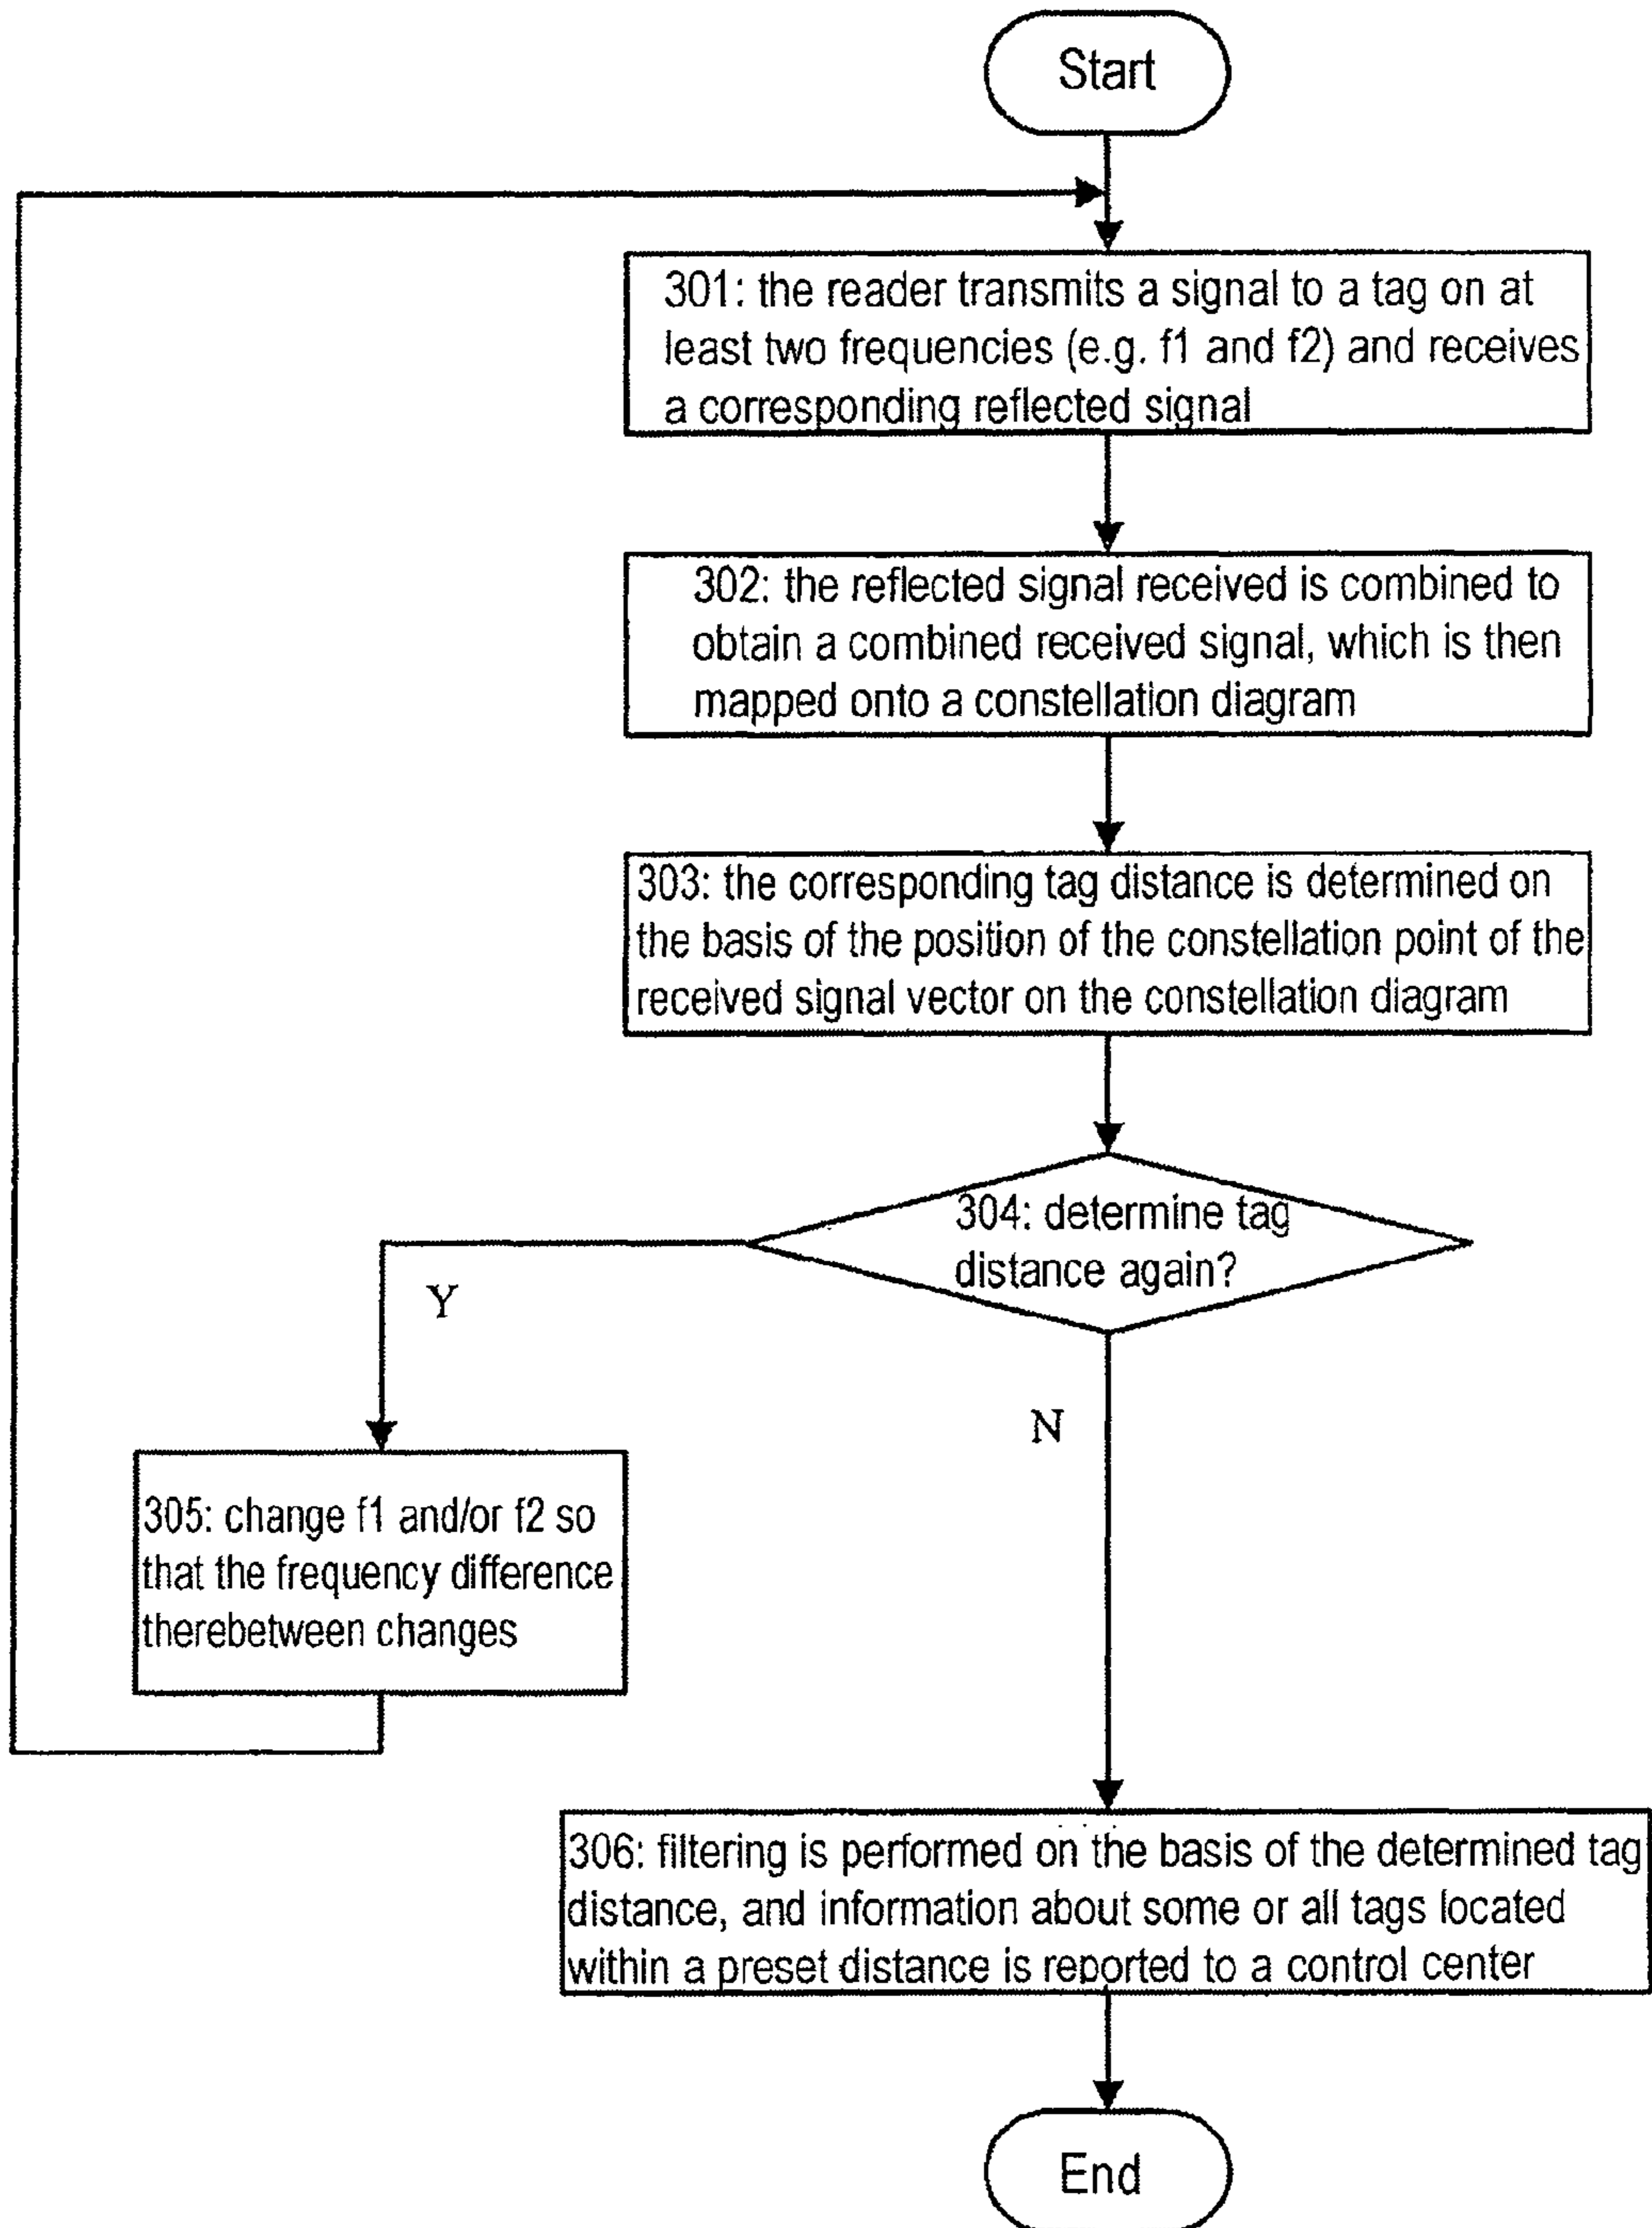 Start
301: the reader transmits a signal to a tag on at
least two frequencies (e.g. f1 and f2) and receives
a corresponding reflected signal
302: the reflected signal received is combined to
obtain a combined received signal, which is then
mapped onto a constellation diagram
303: the corresponding tag distance is determined on
the basis of the position of the constellation point of the
received signal vector on the constellation diagram
304: determine tag
distance again?
Y
N
305: change f1 and/or f2 so
that the frequency difference
therebetween changes
306: filtering is performed on the basis of the determined tag
distance, and information about some or all tags located
within a preset distance is reported to a control center
End